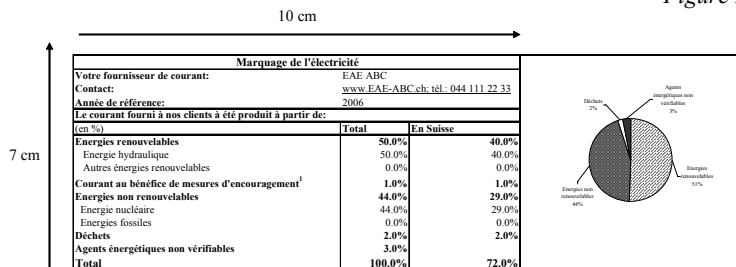 Figure
10 cm
7 cm
Marquage de l'électricité
Votre fournisseur de courant: EAE ABC
Contact: www.EAE-ABC.ch; tél.: 044 111 22 33
Année de référence: 2006
Le courant fourni à nos clients à été produit à partir de:
(en %) Total En Suisse
Energies renouvelables 50.0% 40.0%
Energie hydraulique 50.0% 40.0%
Autres énergies renouvelables 0.0% 0.0%
Courant au bénéfice de mesures d'encouragement1 1.0% 1.0%
Energies non renouvelables 44.0% 29.0%
Energie nucléaire 44.0% 29.0%
Energies fossiles 0.0% 0.0%
Déchets 2.0% 2.0%
Agents énergétiques non vérifiables 3.0%
Total 100.0% 72.0%
Agents
énergétiques non
vérifiables
3%
Déchets
2%
Energies
renouvelables
51%
Energies non
renouvelables
44%